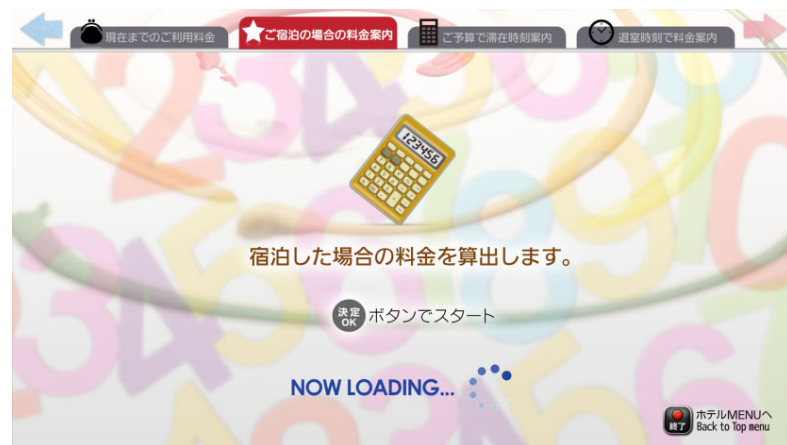 現在までのご利用料金
ご宿泊の場合の料金案内
ご予算で滞在時刻案内
退室時刻で料金案内
123456
宿泊した場合の料金を算出します。
決定
OK
ボタンでスタート
NOW LOADING...
終了
ホテルMENUへ
Back to Top menu